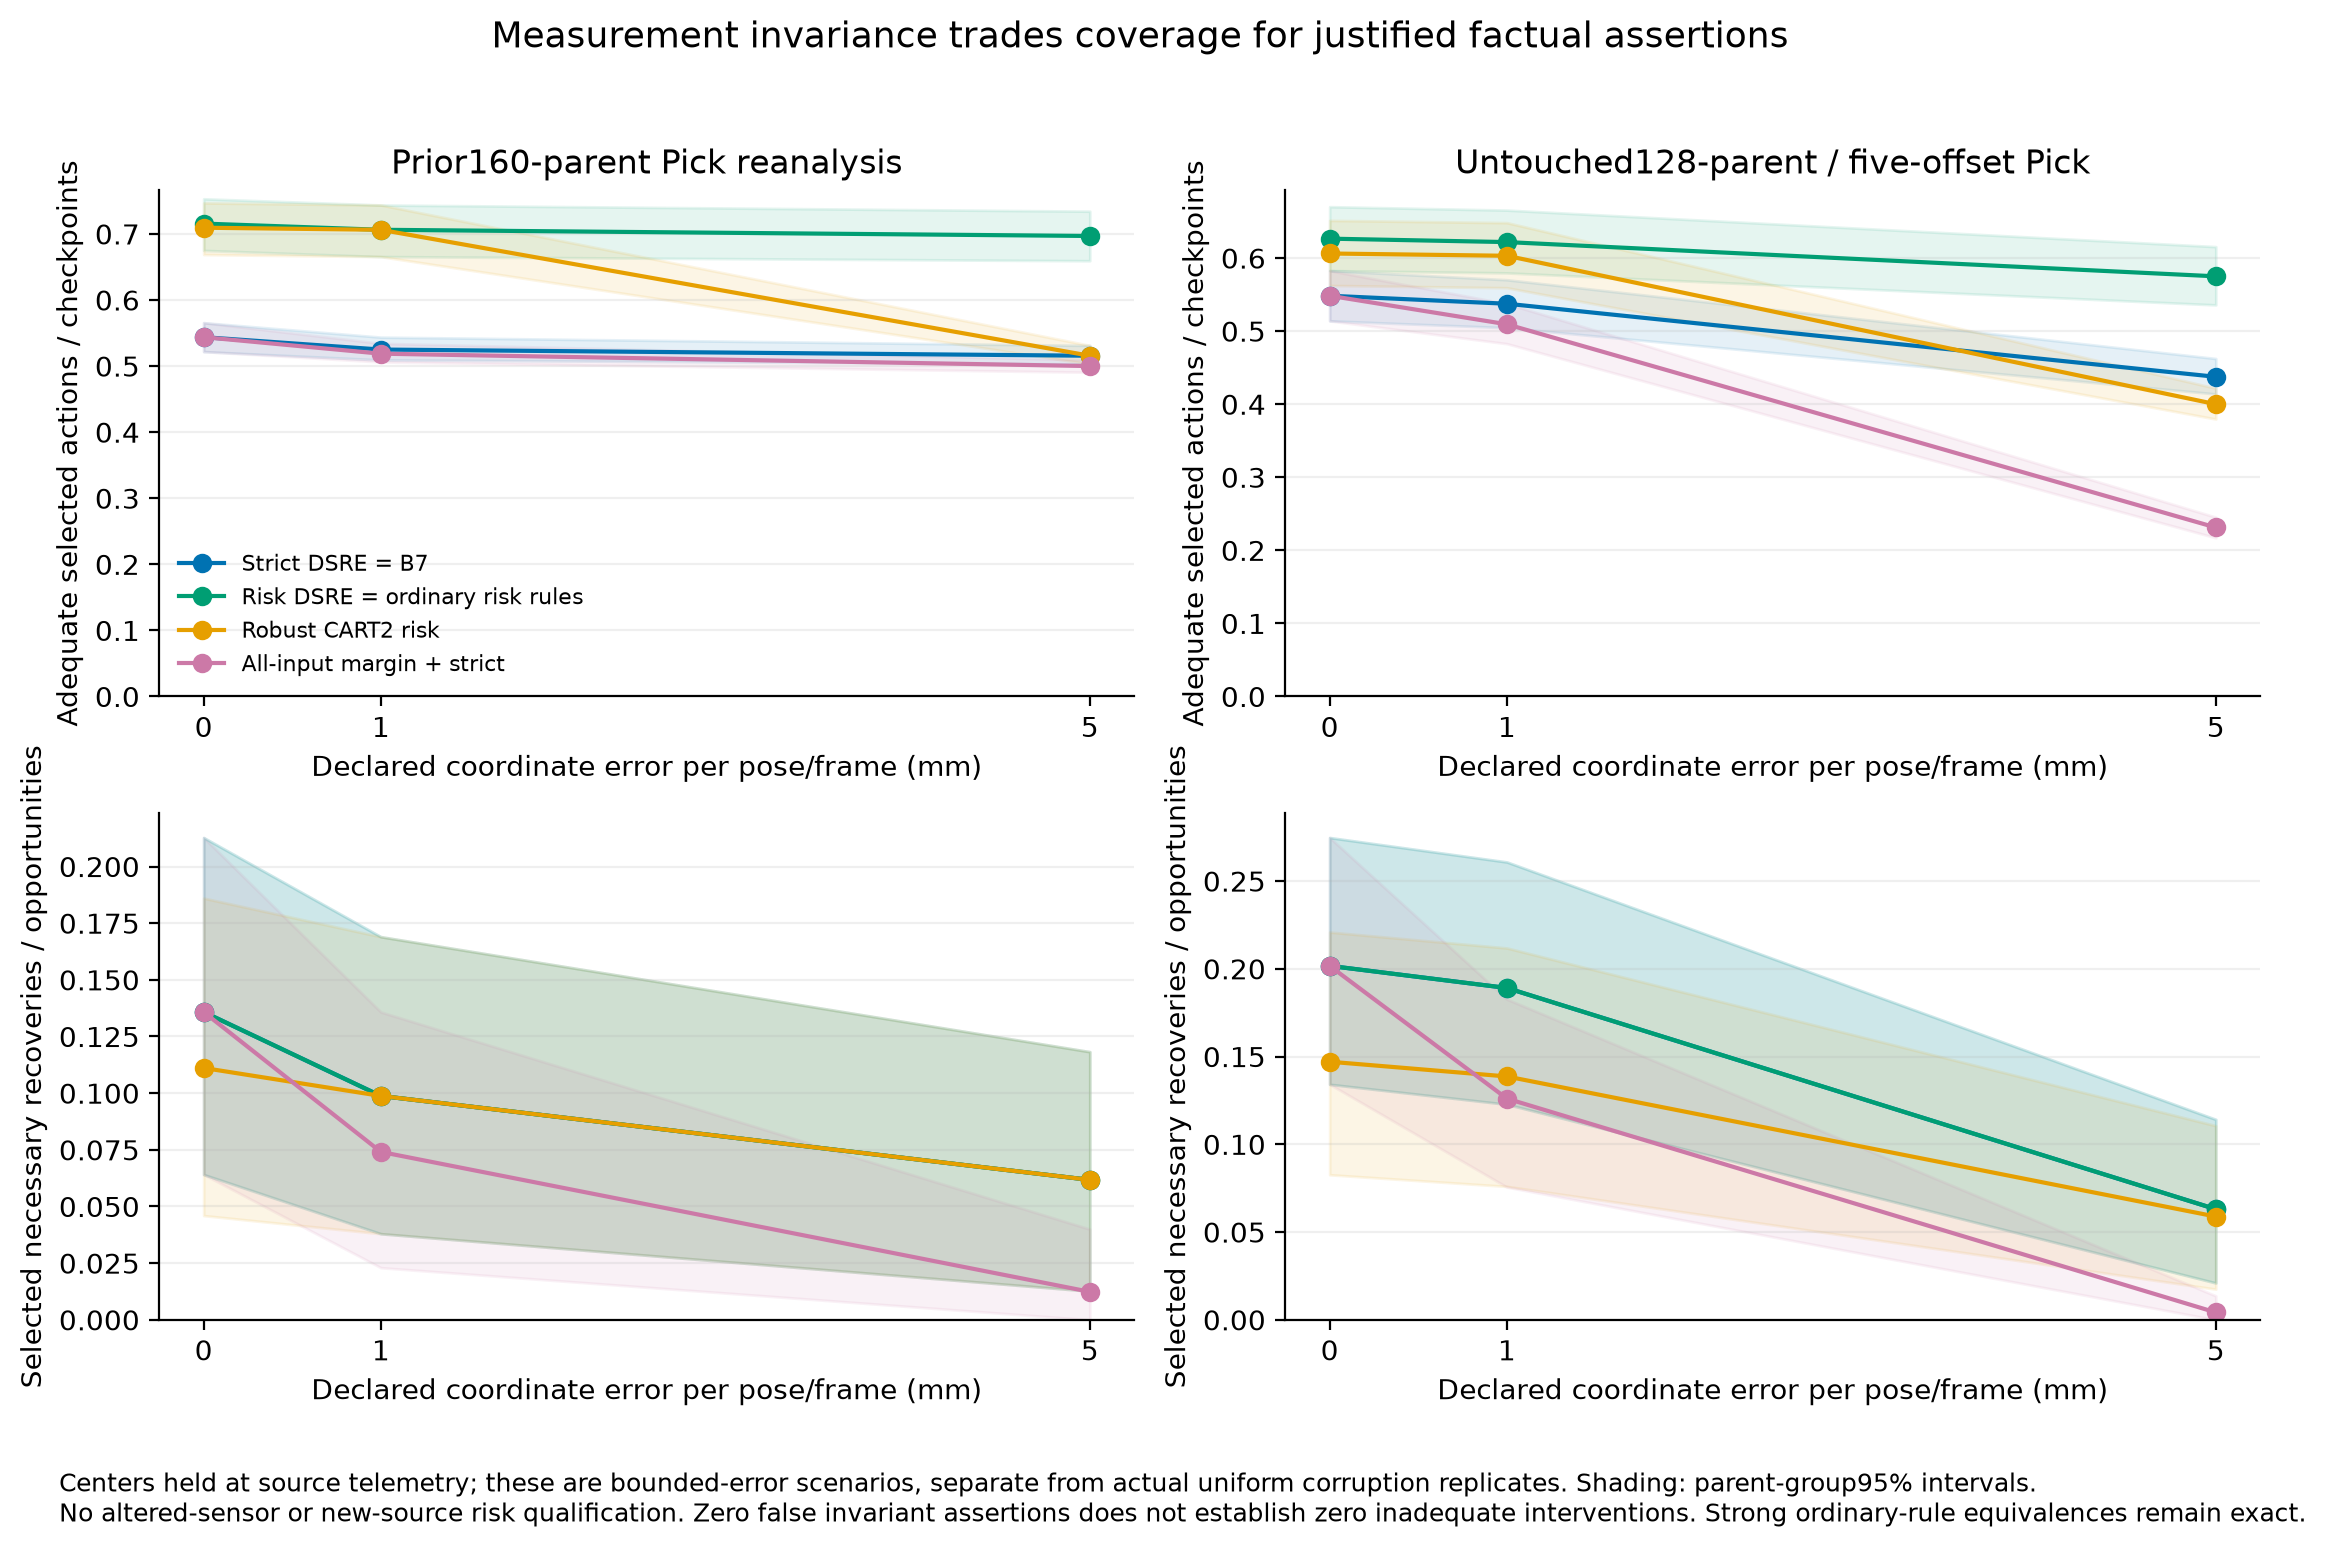 Measurement invariance trades coverage for justified factual assertions
Prior160-parent Pick reanalysis
Adequate selected actions / checkpoints
0.7
0.6
0.5
0.4
0.3
0.2
0.1
0.0
Strict DSRE = B7
Risk DSRE = ordinary risk rules
Robust CART2 risk
All-input margin + strict
0 1 5
Declared coordinate error per pose/frame (mm)
Untouched128-parent / five-offset Pick
Adequate selected actions / checkpoints
0.6
0.5
0.4
0.3
0.2
0.1
0.0
0 1 5
Declared coordinate error per pose/frame (mm)
Selected necessary recoveries / opportunities
0.200
0.175
0.150
0.125
0.100
0.075
0.050
0.025
0.000
0 1 5
Declared coordinate error per pose/frame (mm)
Selected necessary recoveries / opportunities
0.25
0.20
0.15
0.10
0.05
0.00
0 1 5
Declared coordinate error per pose/frame (mm)
Centers held at source telemetry; these are bounded-error scenarios, separate from actual uniform corruption replicates. Shading: parent-group95% intervals.
No altered-sensor or new-source risk qualification. Zero false invariant assertions does not establish zero inadequate interventions. Strong ordinary-rule equivalences remain exact.